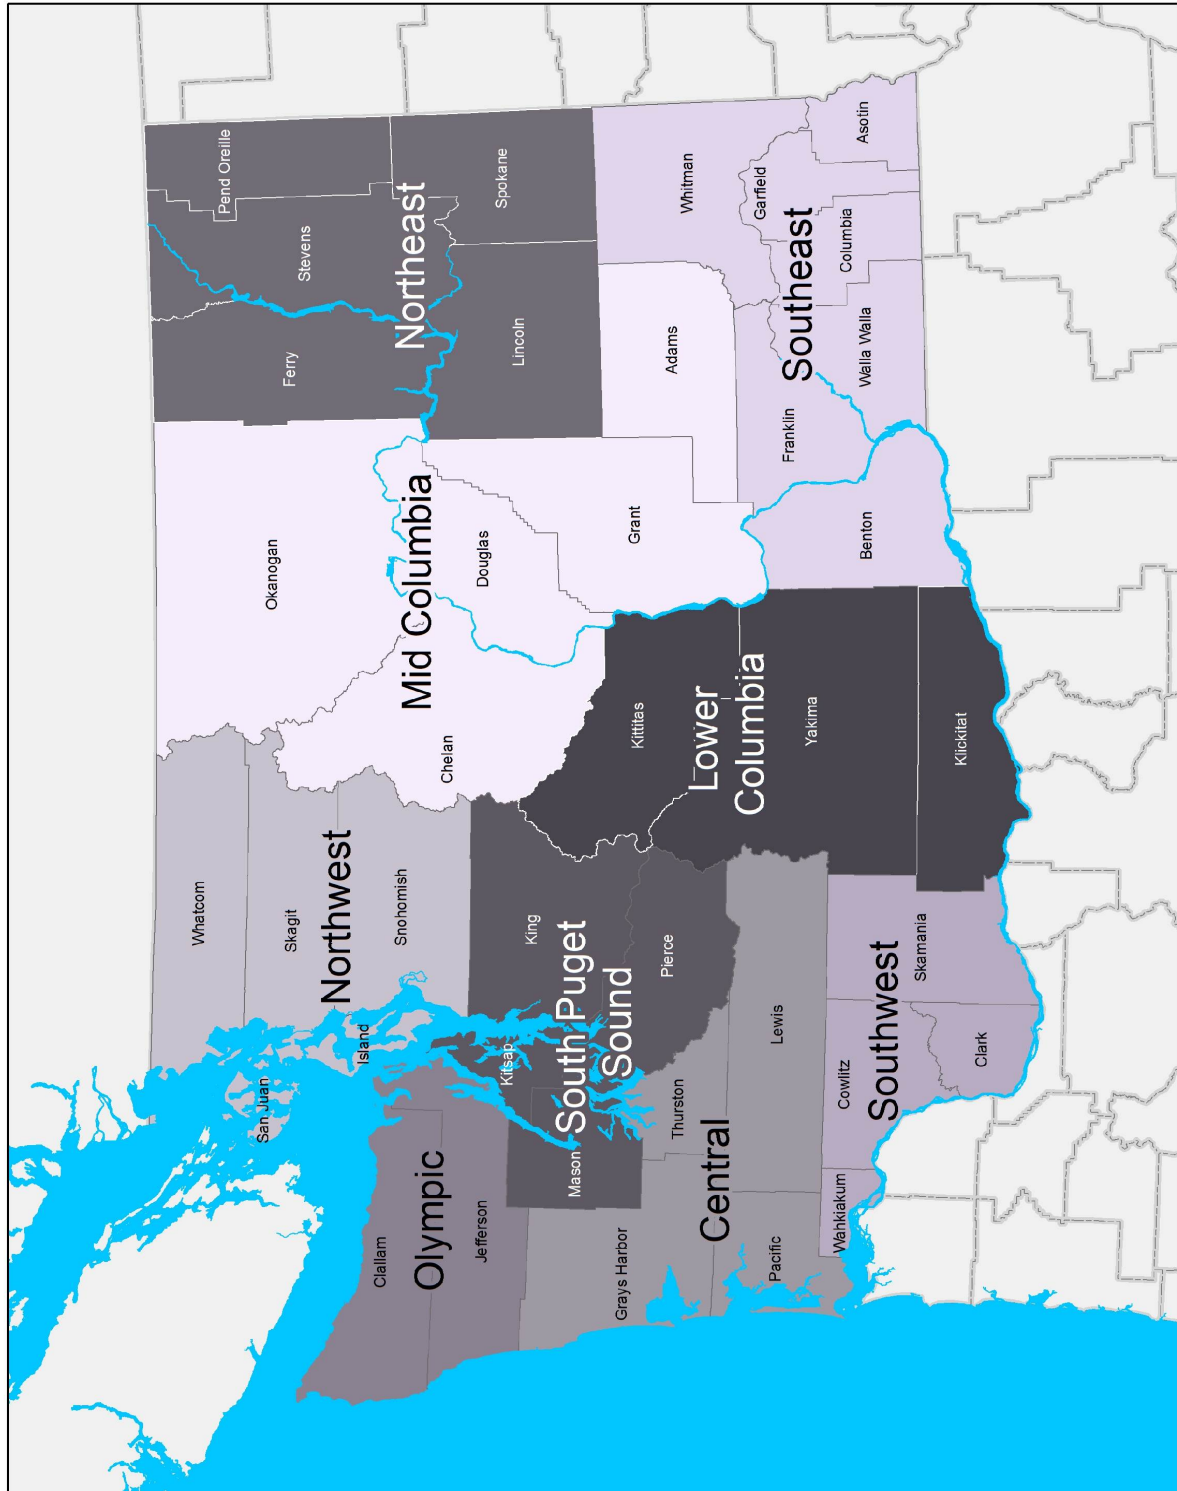 Whatcom
Okanogan
Ferry
Stevens
Pend Oreille
San Juan
Skagit
Northwest
Island
Snohomish
Clallam
Olympic
Jefferson
Chelan
Mid Columbia
Douglas
Northeast
Lincoln
Spokane
Kitsap
King
South Puget
Sound
Mason
Grays Harbor
Pierce
Kittitas
Grant
Adams
Whitman
Thurston
Central
Lower
Columbia
Pacific
Lewis
Yakima
Franklin
Southeast
Garfield
Benton
Walla Walla
Columbia
Asotin
Wahkiakum
Cowlitz
Southwest
Skamania
Clark
Klickitat